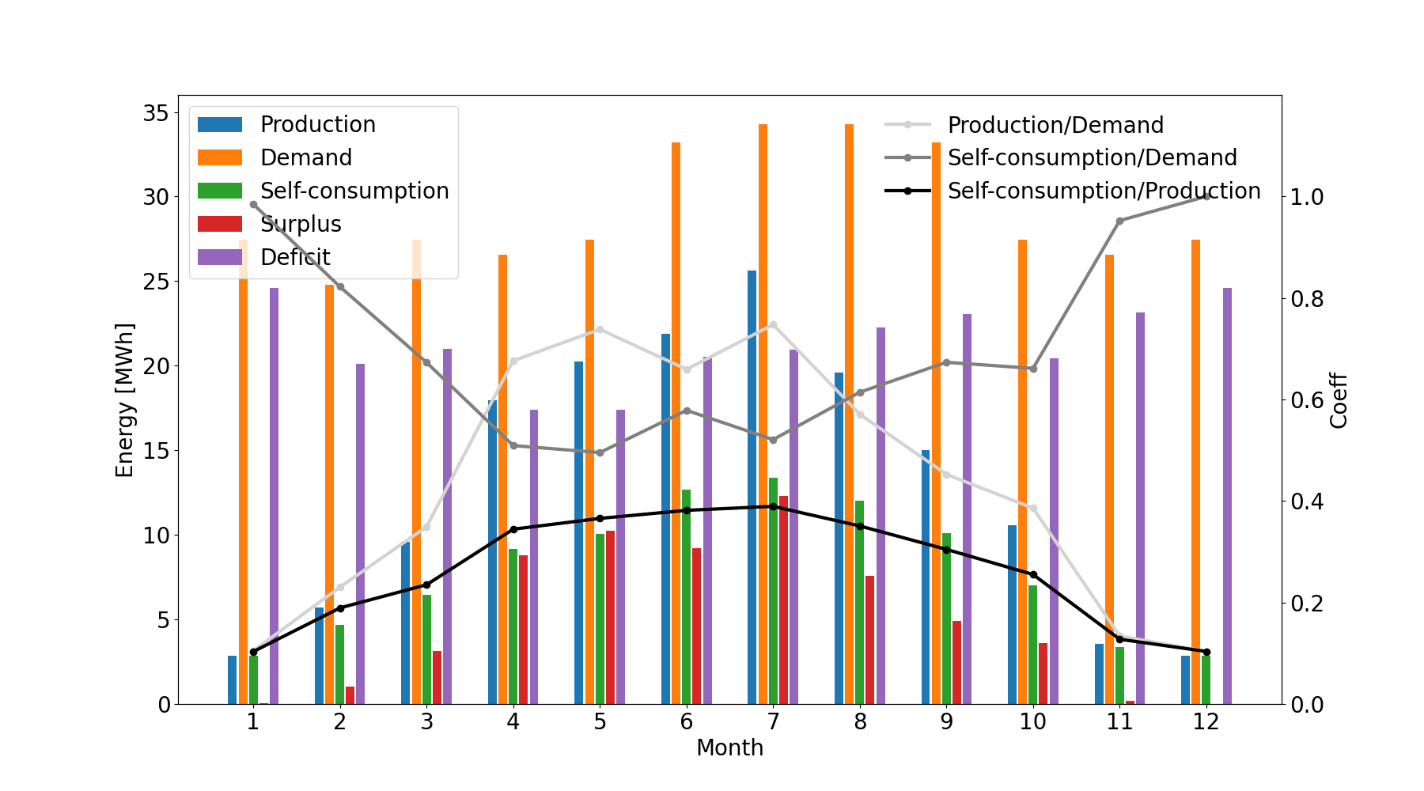 Production
Demand
Self-consumption
Surplus
Deficit
Production/Demand
Self-consumption/Demand
Self-consumption/Production
35
30
25
20
15
10
5
0
Energy [MWh]
1.0
0.8
0.6
0.4
0.2
0.0
Coeff
1 2 3 4 5 6 7 8 9 10 11 12
Month